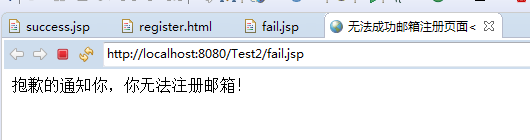 success.jsp register.html fail.jsp 无法成功邮箱注册页面<
http://localhost:8080/Test2/fail.jsp
抱歉的通知你，你无法注册邮箱！